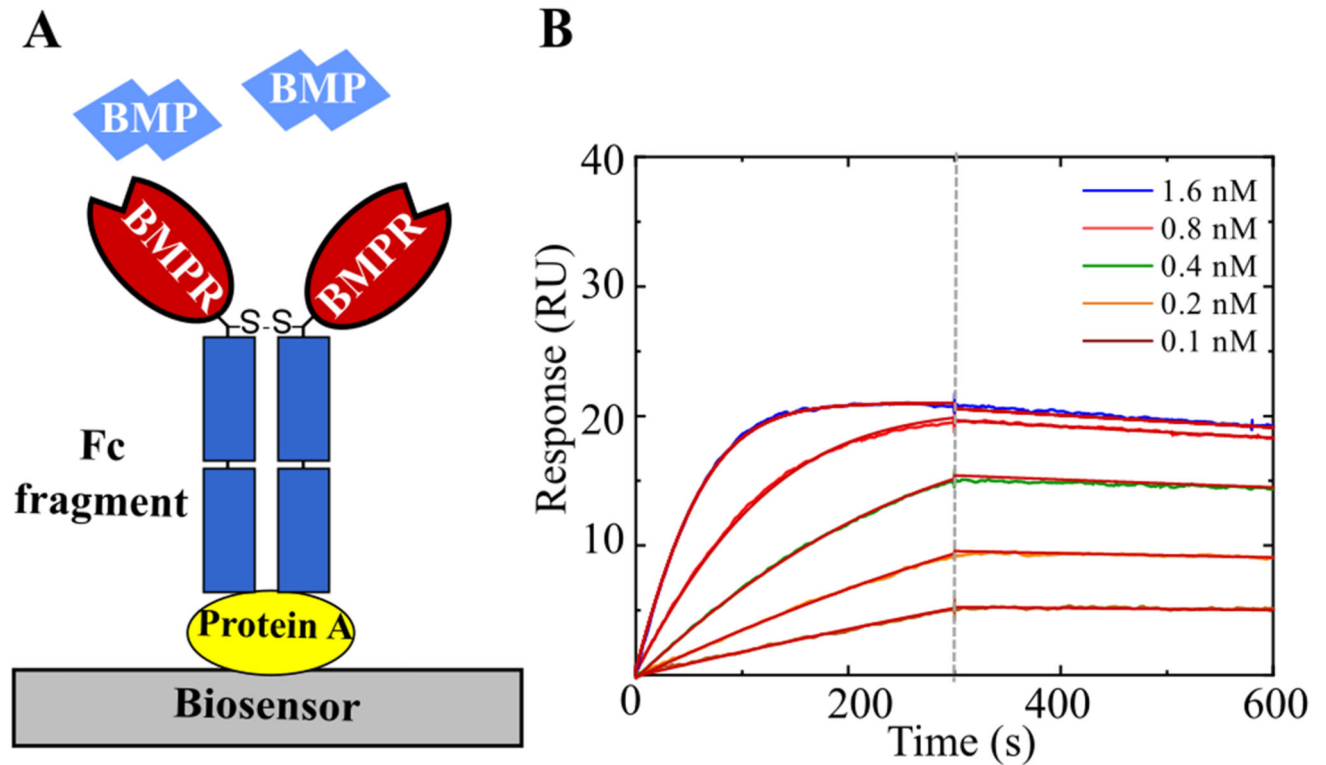 A
BMP
BMP
BMPR
BMPR
S-S
Fc
fragment
Protein A
Biosensor
B
Response (RU)
40
30
20
10
0
200
400
600
Time (s)
1.6 nM
0.8 nM
0.4 nM
0.2 nM
0.1 nM